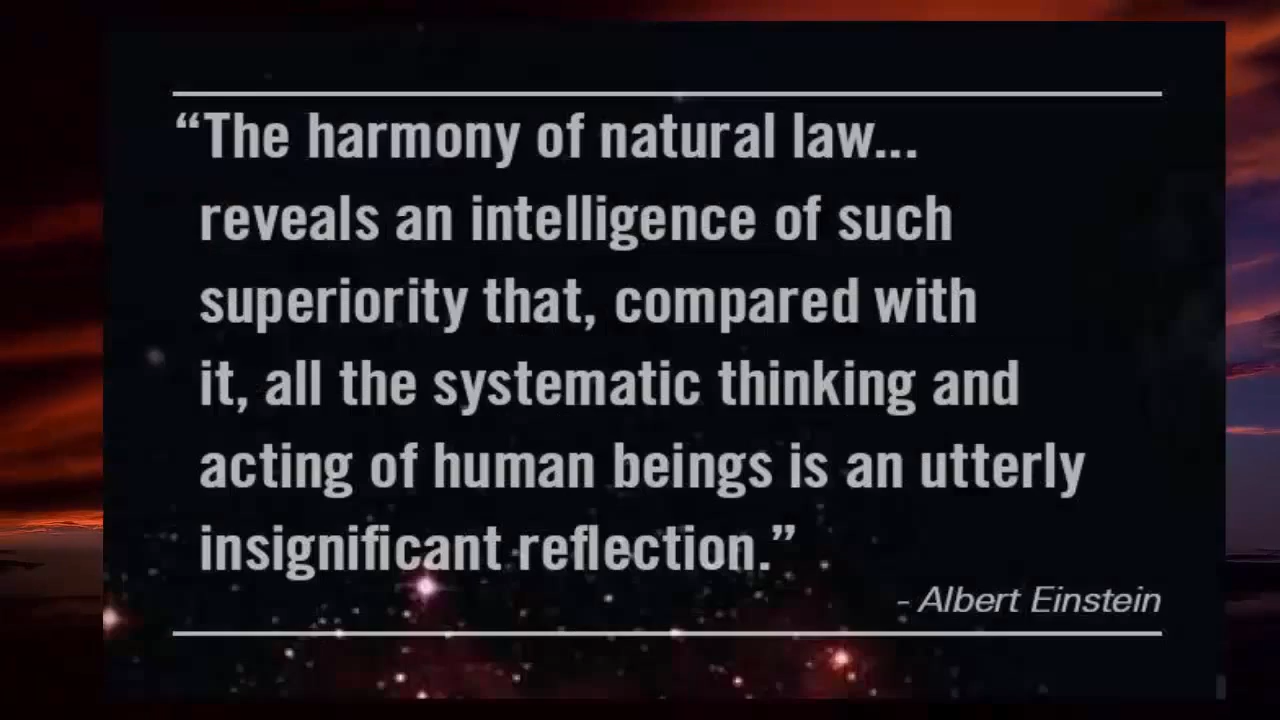 “The harmony of natural law...
reveals an intelligence of such
superiority that, compared with
it, all the systematic thinking and
acting of human beings is an utterly
insignificant reflection.”
- Albert Einstein